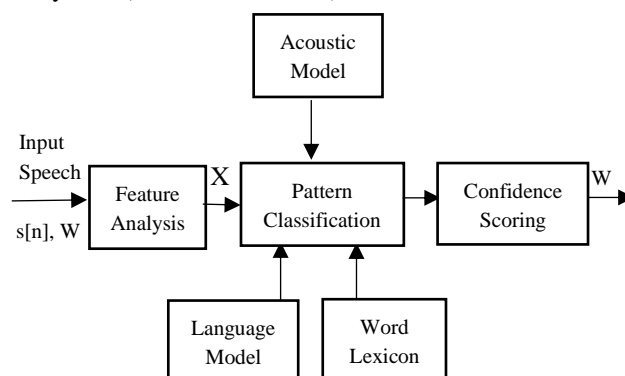 Acoustic
Model
Input
Speech
s[n], W
Feature
Analysis
X
Pattern
Classification
Confidence
Scoring
W
Language
Model
Word
Lexicon